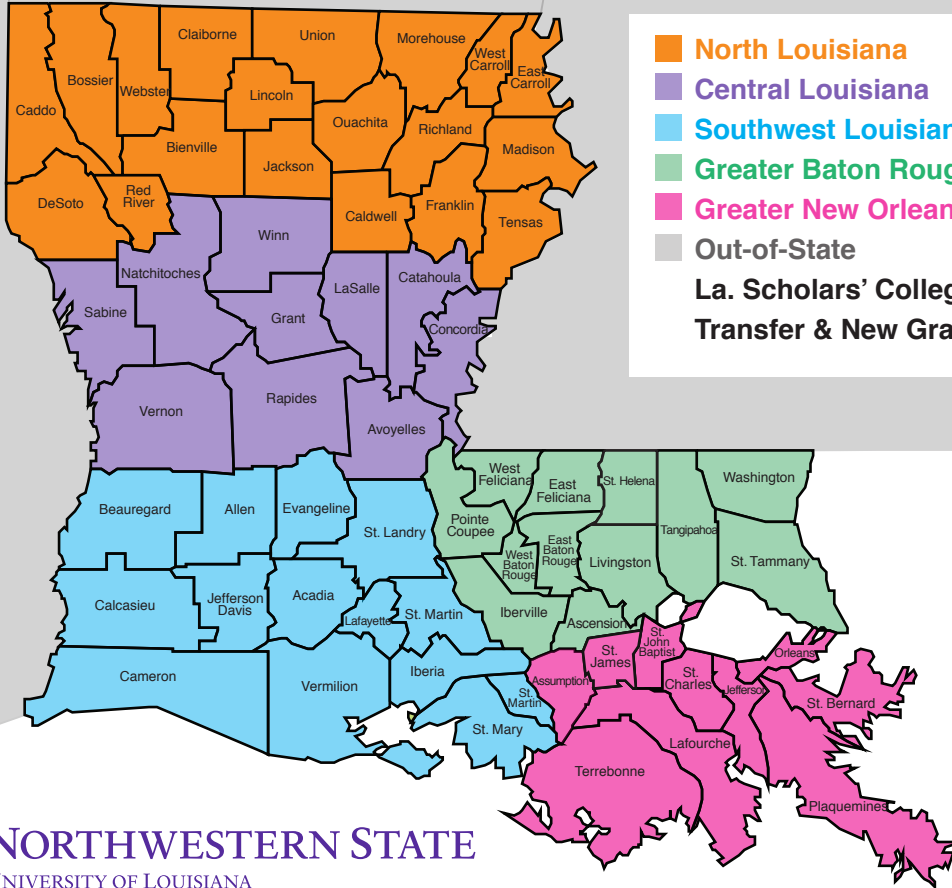 Claiborne
Union
Morehouse
West
Carroll
East
Carroll
Bossier
Webster
Caddo
Lincoln
Ouachita
Richland
Bienville
Jackson
Madison
DeSoto
Red
River
Caldwell
Franklin
Tensas
Winn
Natchitoches
LaSalle
Catahoula
Sabine
Grant
Concordia
Vernon
Rapides
Avoyelles
Beauregard
Allen
Evangeline
St. Landry
Pointe
Coupee
West
Feliciana
East
Feliciana
St. Helena
Tangipahoa
Washington
West
Baton
Rouge
East
Baton
Rouge
Livingston
St. Tammany
Calcasieu
Jefferson
Davis
Acadia
Lafayette
St. Martin
Iberville
Ascension
Cameron
Vermilion
Iberia
St.
Martin
St. Mary
Assumption
St.
James
St.
John
Baptist
St.
Charles
Jefferson
Orleans
St. Bernard
Lafourche
Terrebonne
Plaquemines
North Louisiana
Central Louisiana
Southwest Louisian
Greater Baton Roug
Greater New Orlean
Out-of-State
La. Scholars' Colleg
Transfer & New Gra
NORTHWESTERN STATE
UNIVERSITY OF LOUISIANA